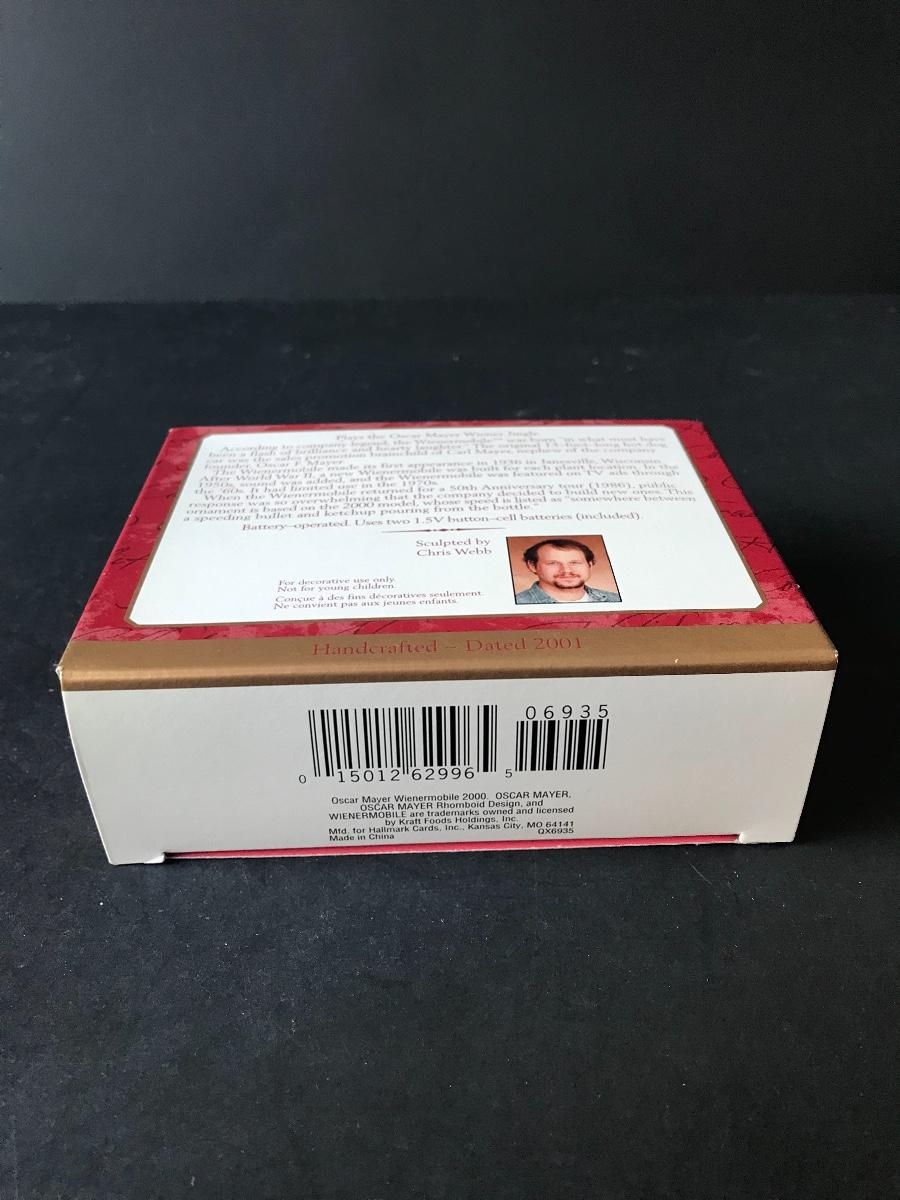 Plays the Oscar Mayer Wiener Jingle.
According to company legend, the Wienermobile™ was born "in what must have
been a flash of brilliance and hearty laughter." The original 13-foot-long hot dog
car was the sales promotion brainchild of Carl Mayer, nephew of the company
founder, Oscar F. Mayer.
The Wienermobile made its first appearance in 1936 in Janesville, Wisconsin.
After World War II, a new Wienermobile was built for each plant location. In the
1950s, sound was added, and the Wienermobile was featured on TV ads through
the '60s. It had limited use in the 1970s.
When the Wienermobile returned for a 50th Anniversary tour (1986), public
response was so overwhelming that the company decided to build new ones. This
ornament is based on the 2000 model, whose speed is listed as "somewhere between
a speeding bullet and ketchup pouring from the bottle."
Battery–operated. Uses two 1.5V button–cell batteries (included).
Sculpted by
Chris Webb
For decorative use only.
Not for young children.
Conçue à des fins décoratives seulement.
Ne convient pas aux jeunes enfants.
Handcrafted ~ Dated 2001
06935
0 15012 62996 5
Oscar Mayer Wienermobile 2000. OSCAR MAYER,
OSCAR MAYER Rhomboid Design, and
WIENERMOBILE are trademarks owned and licensed
by Kraft Foods Holdings, Inc.
Mfd. for Hallmark Cards, Inc., Kansas City, MO 64141
Made in China QX6935